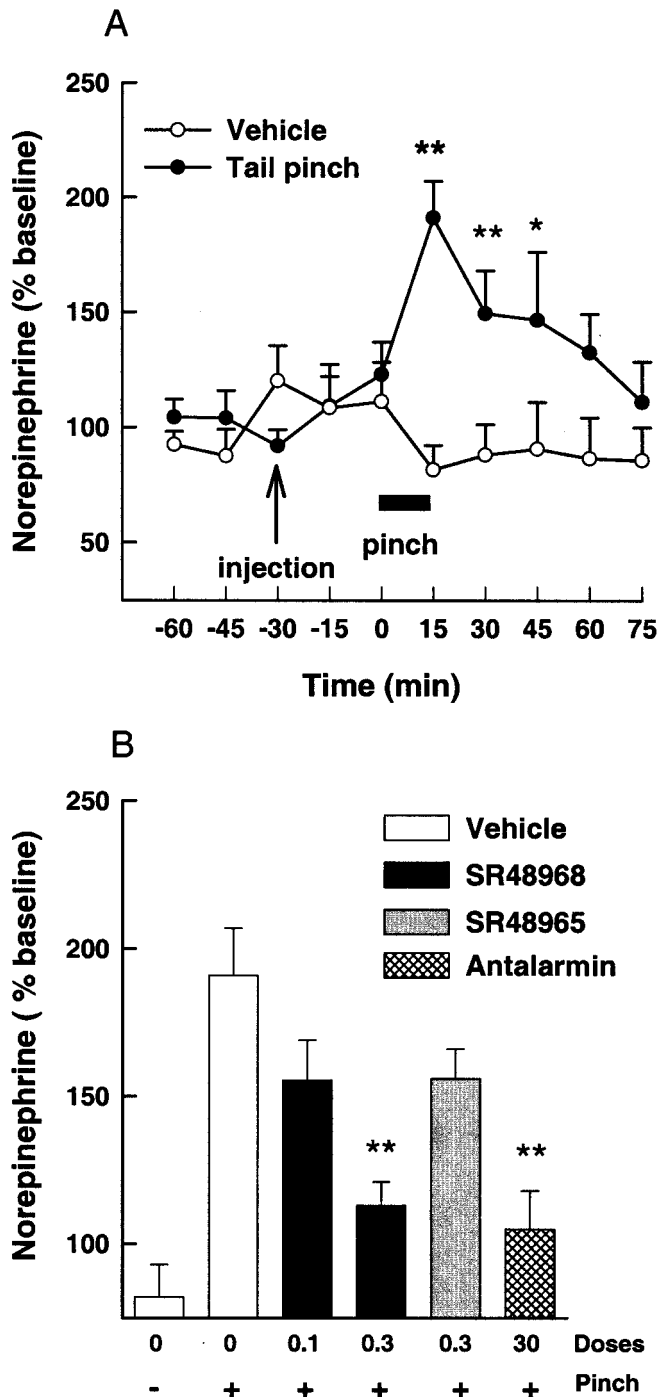 A
Norepinephrine (% baseline)
250
200
150
100
50
Vehicle
Tail pinch
**
**
*
injection
pinch
-60 -45 -30 -15 0 15 30 45 60 75
Time (min)
B
Norepinephrine ( % baseline)
250
200
150
100
Vehicle
SR48968
SR48965
Antalarmin
**
**
0 0 0.1 0.3 0.3 30 Doses
- + + + + + Pinch